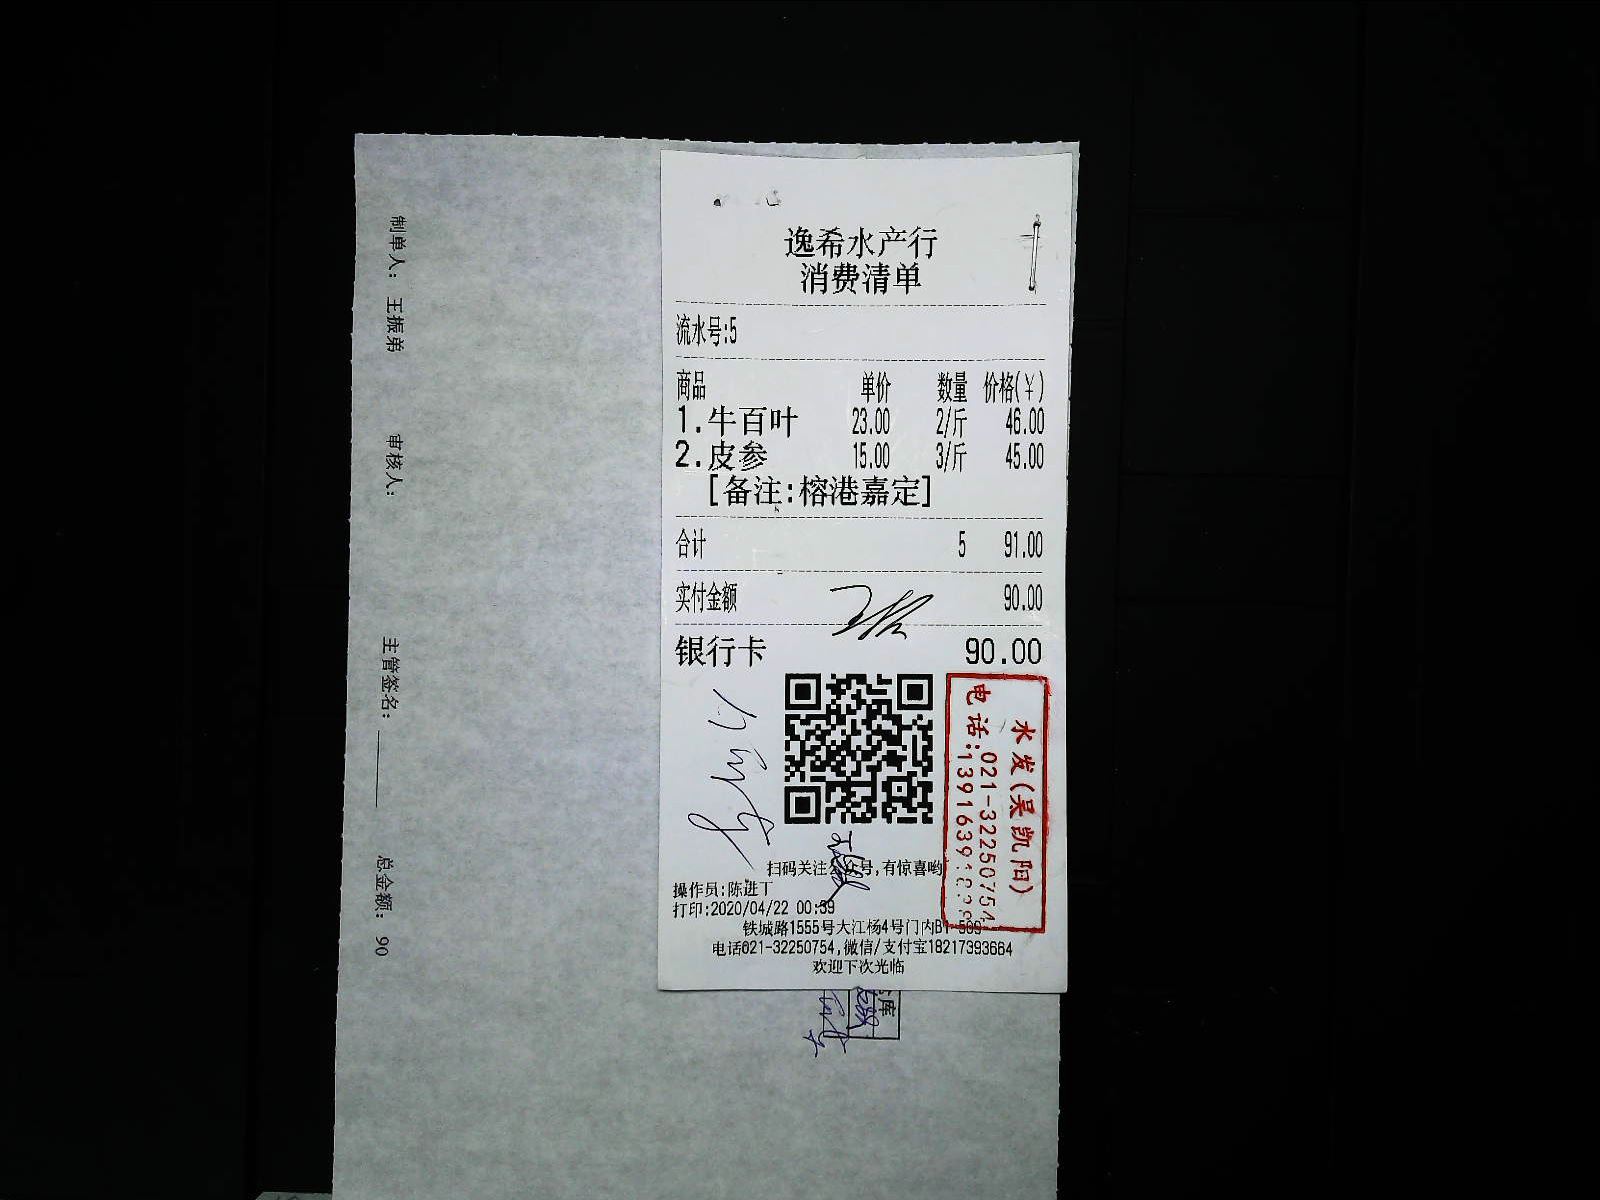 逸希水产行
消费清单
流水号:5
商品 单价 数量 价格(¥)
1.牛百叶 23.00 2/斤 46.00
2.皮参 15.00 3/斤 45.00
[备注:榕港嘉定]
合计 5 91.00
实付金额 90.00
银行卡 90.00
水发(吴凯阳)
电话:021-32250754
扫码关注公众号,有惊喜哟
操作员:陈进丁
打印:2020/04/22 00:39
铁城路1555号大江杨4号门内B1-509
电话021-32250754,微信/支付宝18217393664
欢迎下次光临
制单人: 王振弟 审核人: 主管签名: 总金额: 90
库